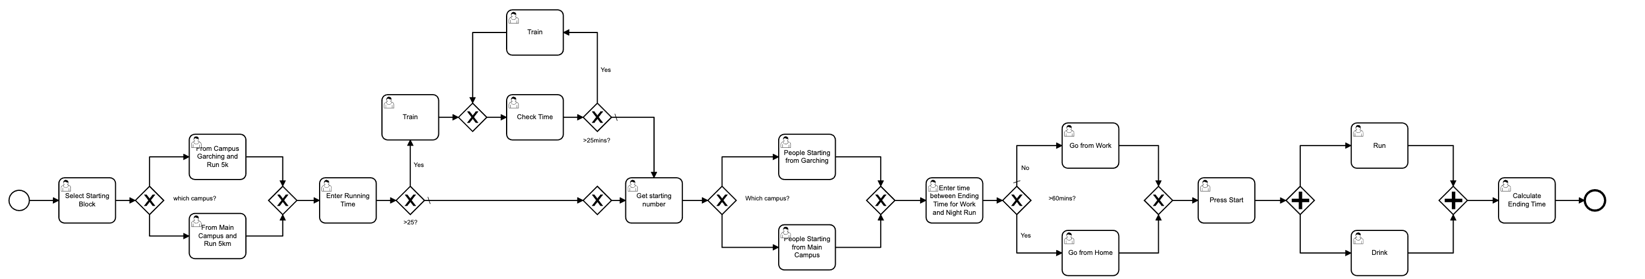 Select Starting
Block
which campus?
From Campus
Garching and
Run 5k
From Main
Campus and
Run 5km
Enter Running
Time
>25?
Yes
Train
Train
Check Time
Yes
>25mins?
Get starting
number
Which campus?
People Starting
from Garching
People Starting
from Main
Campus
Enter time
between Ending
Time for Work
and Night Run
No
>60mins?
Yes
Go from Work
Go from Home
Press Start
Run
Drink
Calculate
Ending Time